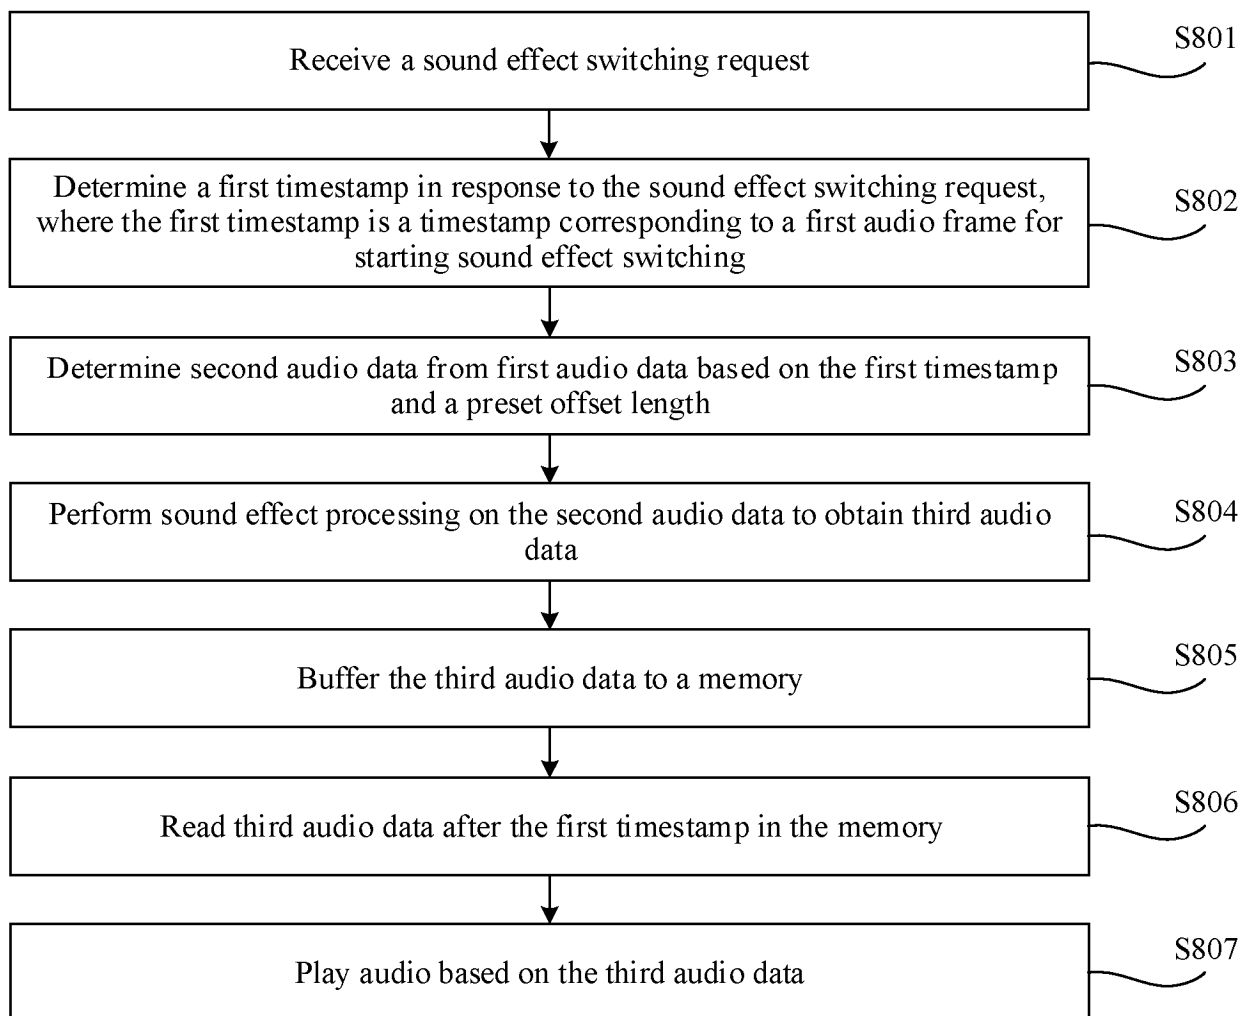 Receive a sound effect switching request
S801
Determine a first timestamp in response to the sound effect switching request,
where the first timestamp is a timestamp corresponding to a first audio frame for
starting sound effect switching
S802
Determine second audio data from first audio data based on the first timestamp
and a preset offset length
S803
Perform sound effect processing on the second audio data to obtain third audio
data
S804
Buffer the third audio data to a memory
S805
Read third audio data after the first timestamp in the memory
S806
Play audio based on the third audio data
S807